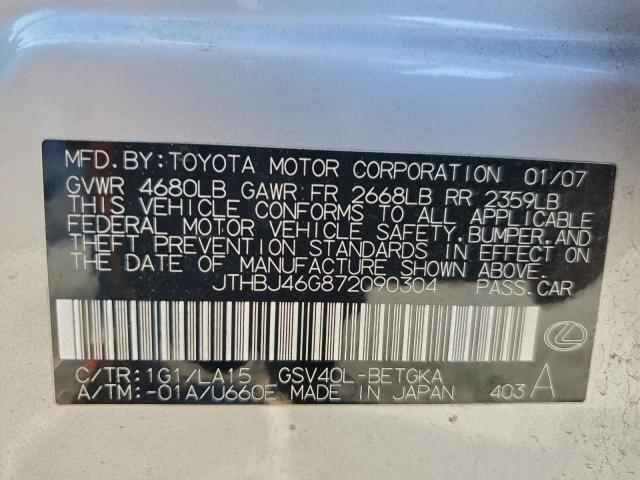 MFD. BY: TOYOTA MOTOR CORPORATION 01/07
GVWR 4680LB GAWR FR 2668LB RR 2359LB
THIS VEHICLE CONFORMS TO ALL APPLICABLE
FEDERAL MOTOR VEHICLE SAFETY, BUMPER, AND
THEFT PREVENTION STANDARDS IN EFFECT ON
THE DATE OF MANUFACTURE SHOWN ABOVE.
JTHBJ46G872090304 PASS. CAR
C/TR: 1G1/LA15 GSV40L-BETGKA
A/TM: -01A/U660E MADE IN JAPAN 403 A